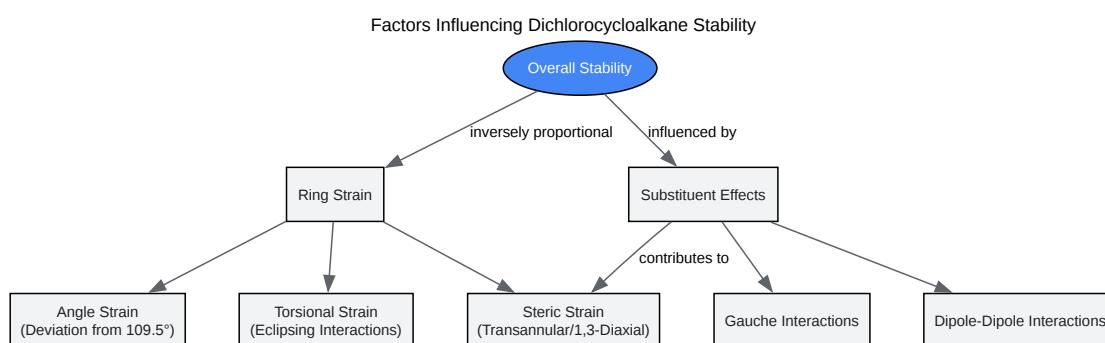 Factors Influencing Dichlorocycloalkane Stability
Overall Stability
inversely proportional
influenced by
Ring Strain
Substituent Effects
contributes to
Angle Strain
(Deviation from 109.5°)
Torsional Strain
(Eclipsing Interactions)
Steric Strain
(Transannular/1,3-Diaxial)
Gauche Interactions
Dipole-Dipole Interactions